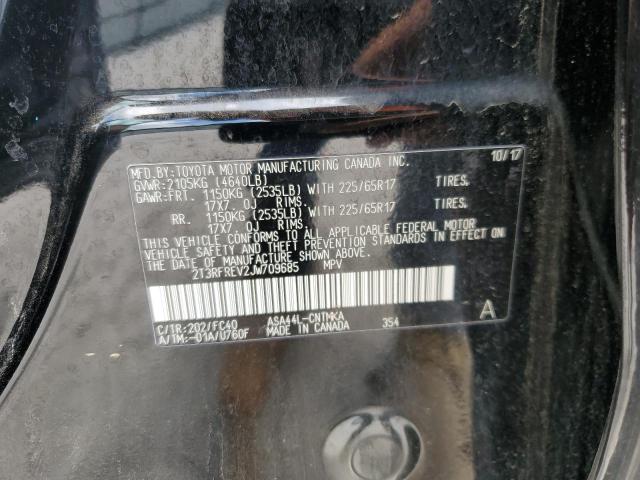 MFD.BY:TOYOTA MOTOR MANUFACTURING CANADA INC. 10/17
GVWR:2105KG (4640LB)
GAWR:FRT. 1150KG (2535LB) WITH 225/65R17 TIRES.
17X7. 0J RIMS.
RR. 1150KG (2535LB) WITH 225/65R17 TIRES.
17X7. 0J RIMS.
THIS VEHICLE CONFORMS TO ALL APPLICABLE FEDERAL MOTOR
VEHICLE SAFETY AND THEFT PREVENTION STANDARDS IN EFFECT ON
THE DATE OF MANUFACTURE SHOWN ABOVE.
2T3RFREV2JW709685 MPV
C/TR:202/FC40 ASA44L-CNTMKA 354 A
A/TM:-01A/U760F MADE IN CANADA